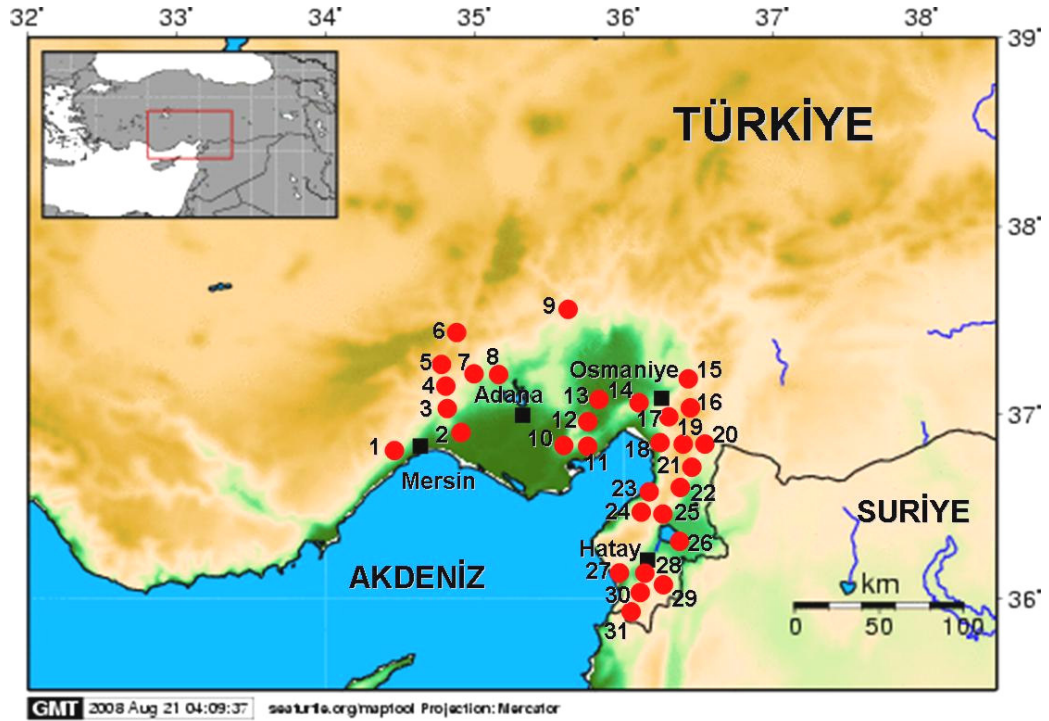 32˚ 33˚ 34˚ 35˚ 36˚ 37˚ 38˚
39˚
TÜRKİYE
38˚
9
6
5 7 8 Osmaniye 15
4 Adana 13 14 16
3 12 17 37˚
2 10 19 20
1 11 18
21
Mersin
23 22
24 25 SURİYE
26
Hatay
AKDENİZ 27 28
km
30 29 36˚
0 50 100
31
GMT 2008 Aug 21 04:09:37 seaturtle.org/maptool Projection: Mercator